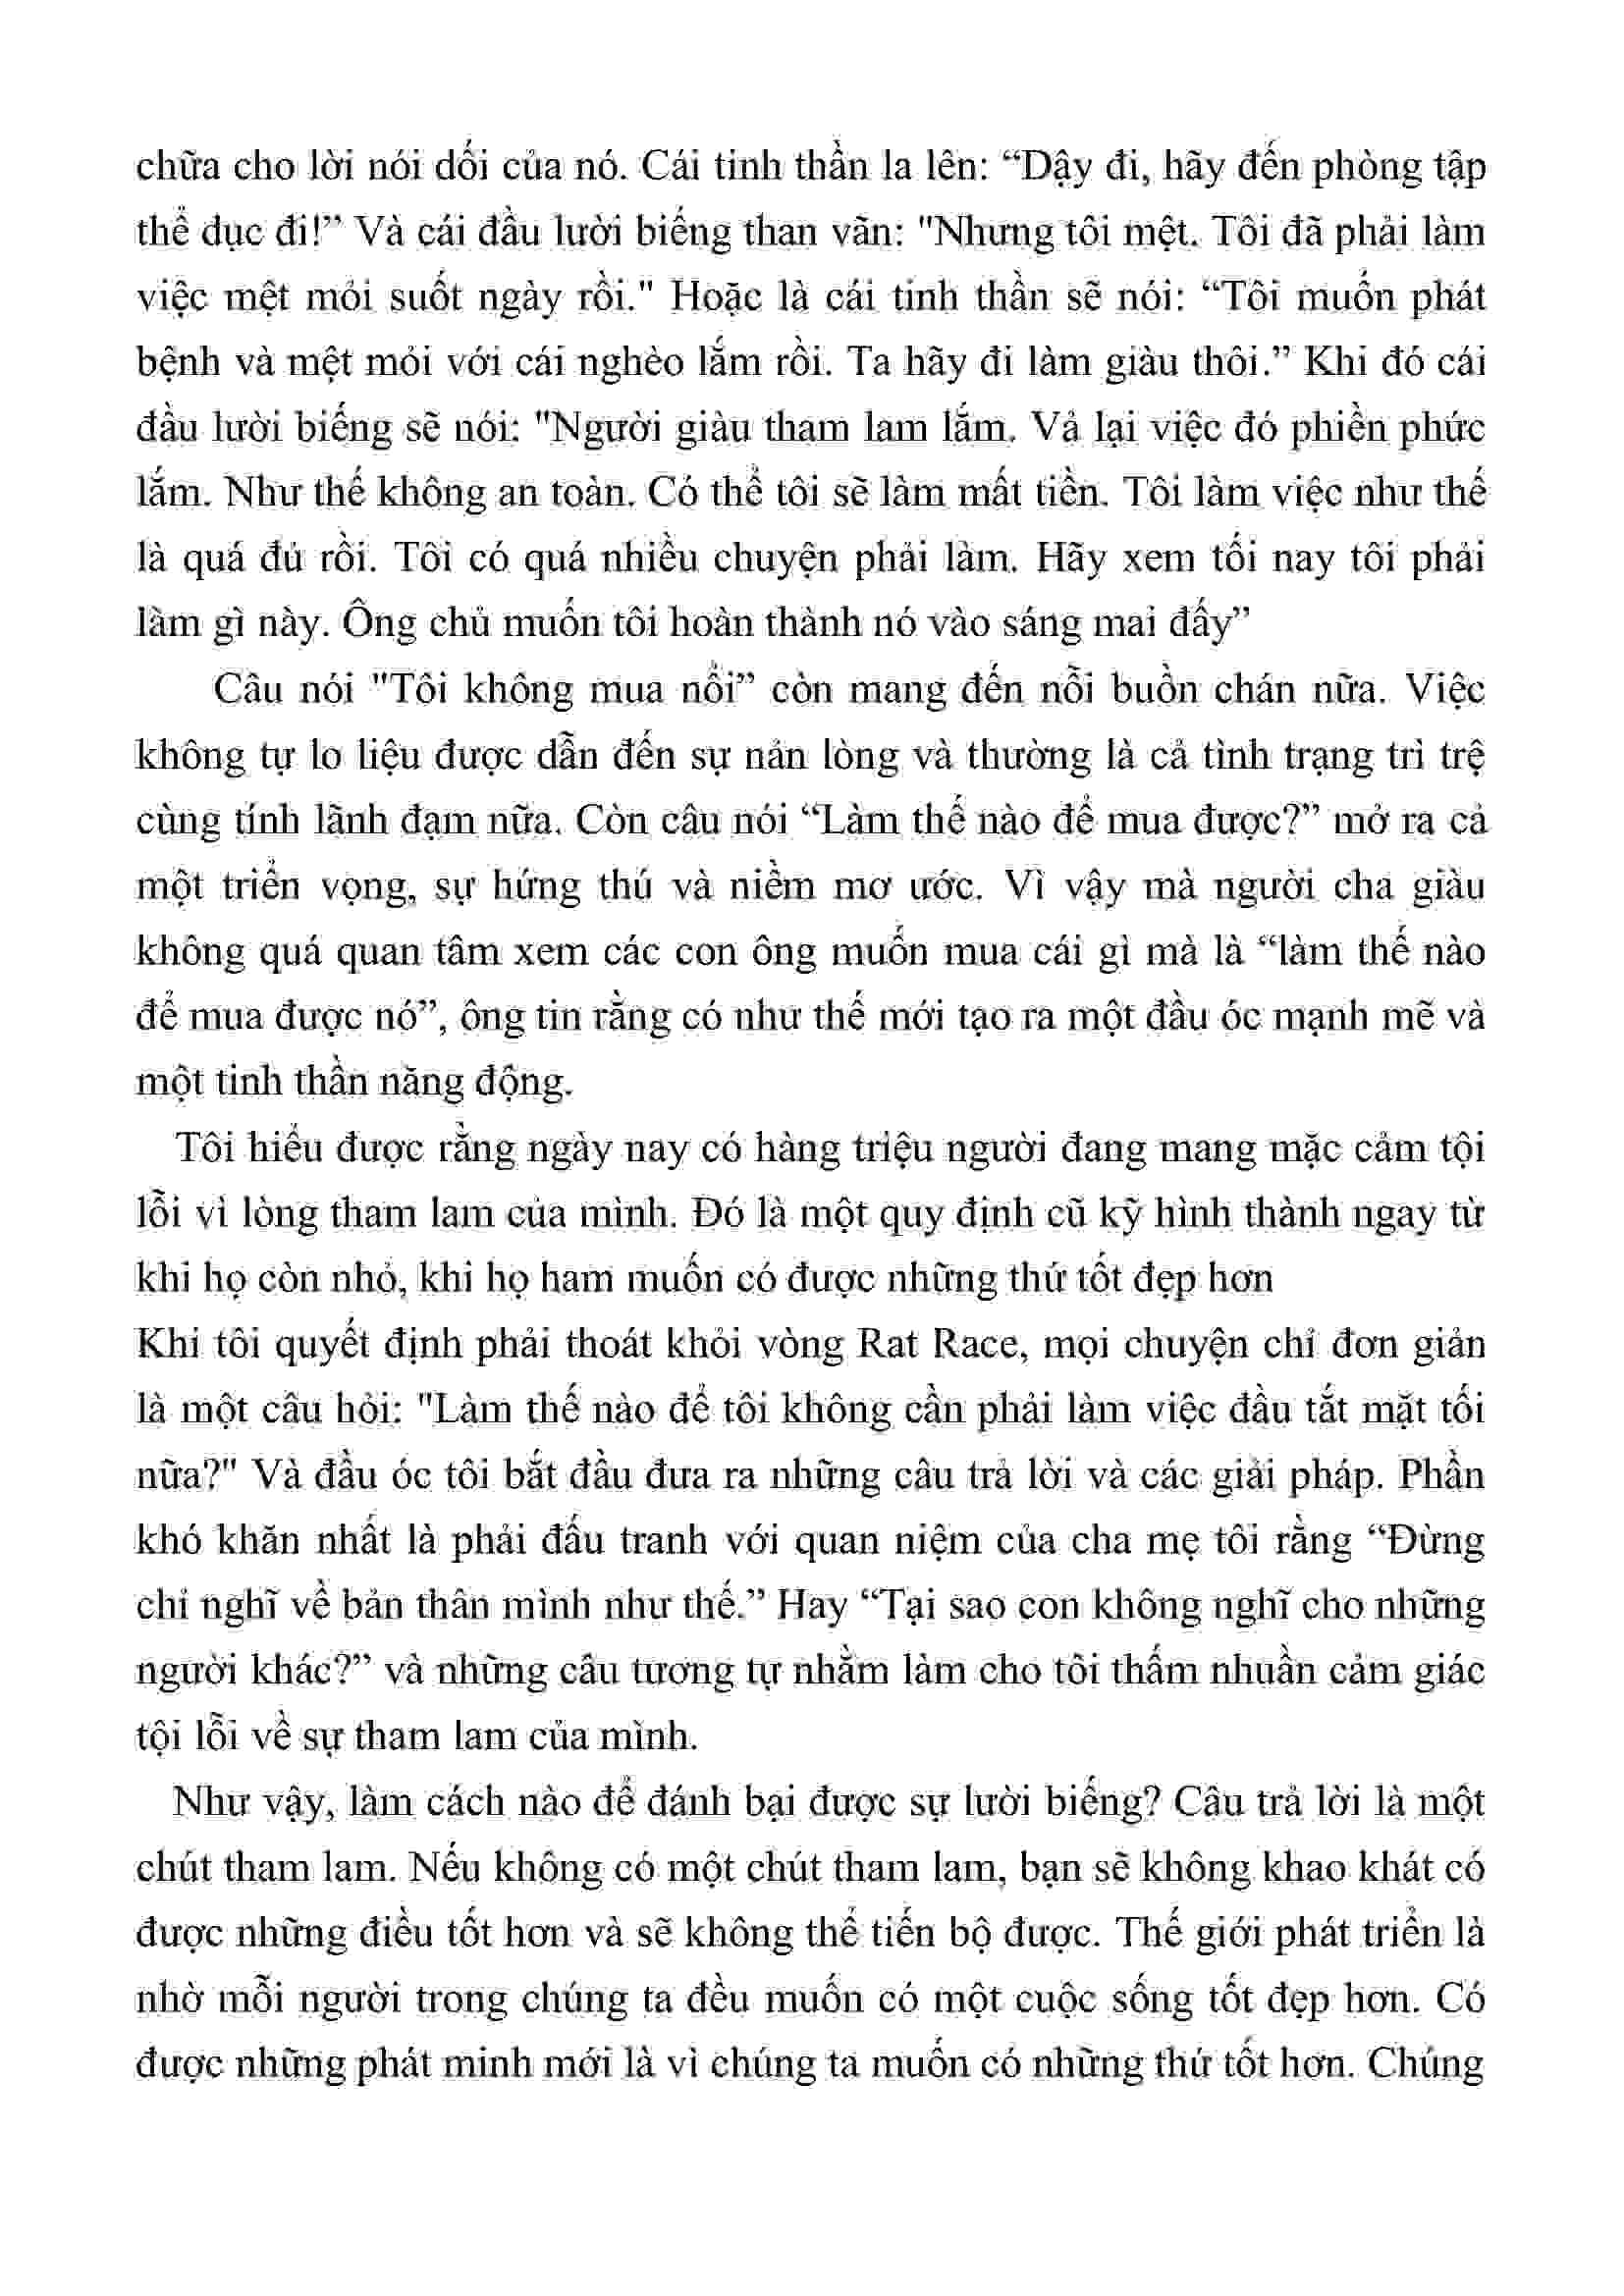 chữa cho lời nói dối của nó. Cái tinh thần la lên: “Dậy đi, hãy đến phòng tập
thể dục đi!” Và cái đầu lười biếng than vãn: "Nhưng tôi mệt. Tôi đã phải làm
việc mệt mỏi suốt ngày rồi." Hoặc là cái tinh thần sẽ nói: “Tôi muốn phát
bệnh và mệt mỏi với cái nghèo lắm rồi. Ta hãy đi làm giàu thôi.” Khi đó cái
đầu lười biếng sẽ nói: "Người giàu tham lam lắm. Vả lại việc đó phiền phức
lắm. Như thế không an toàn. Có thể tôi sẽ làm mất tiền. Tôi làm việc như thế
là quá đủ rồi. Tôi có quá nhiều chuyện phải làm. Hãy xem tối nay tôi phải
làm gì này. Ông chủ muốn tôi hoàn thành nó vào sáng mai đấy”
Câu nói "Tôi không mua nổi” còn mang đến nỗi buồn chán nữa. Việc
không tự lo liệu được dẫn đến sự nản lòng và thường là cả tình trạng trì trệ
cùng tính lãnh đạm nữa. Còn câu nói “Làm thế nào để mua được?” mở ra cả
một triển vọng, sự hứng thú và niềm mơ ước. Vì vậy mà người cha giàu
không quá quan tâm xem các con ông muốn mua cái gì mà là “làm thế nào
để mua được nó”, ông tin rằng có như thế mới tạo ra một đầu óc mạnh mẽ và
một tinh thần năng động.
Tôi hiểu được rằng ngày nay có hàng triệu người đang mang mặc cảm tội
lỗi vì lòng tham lam của mình. Đó là một quy định cũ kỹ hình thành ngay từ
khi họ còn nhỏ, khi họ ham muốn có được những thứ tốt đẹp hơn
Khi tôi quyết định phải thoát khỏi vòng Rat Race, mọi chuyện chỉ đơn giản
là một câu hỏi: "Làm thế nào để tôi không cần phải làm việc đầu tắt mặt tối
nữa?" Và đầu óc tôi bắt đầu đưa ra những câu trả lời và các giải pháp. Phần
khó khăn nhất là phải đấu tranh với quan niệm của cha mẹ tôi rằng “Đừng
chỉ nghĩ về bản thân mình như thế.” Hay “Tại sao con không nghĩ cho những
người khác?” và những câu tương tự nhằm làm cho tôi thấm nhuần cảm giác
tội lỗi về sự tham lam của mình.
Như vậy, làm cách nào để đánh bại được sự lười biếng? Câu trả lời là một
chút tham lam. Nếu không có một chút tham lam, bạn sẽ không khao khát có
được những điều tốt hơn và sẽ không thể tiến bộ được. Thế giới phát triển là
nhờ mỗi người trong chúng ta đều muốn có một cuộc sống tốt đẹp hơn. Có
được những phát minh mới là vì chúng ta muốn có những thứ tốt hơn. Chúng